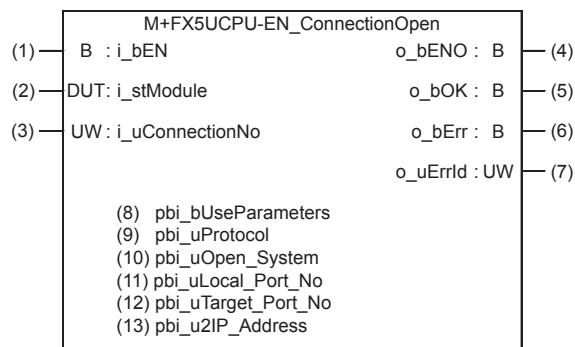 M+FX5UCPU-EN_ConnectionOpen
(1) B : i_bEN o_bENO : B (4)
(2) DUT : i_stModule o_bOK : B (5)
(3) UW : i_uConnectionNo o_bErr : B (6)
o_uErrId : UW (7)
(8) pbi_bUseParameters
(9) pbi_uProtocol
(10) pbi_uOpen_System
(11) pbi_uLocal_Port_No
(12) pbi_uTarget_Port_No
(13) pbi_u2IP_Address